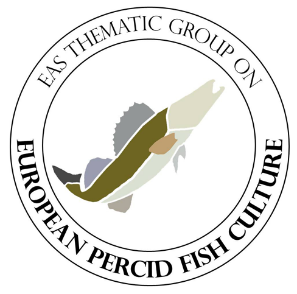 EAS THEMATIC GROUP ON
EUROPEAN PERCID FISH CULTURE